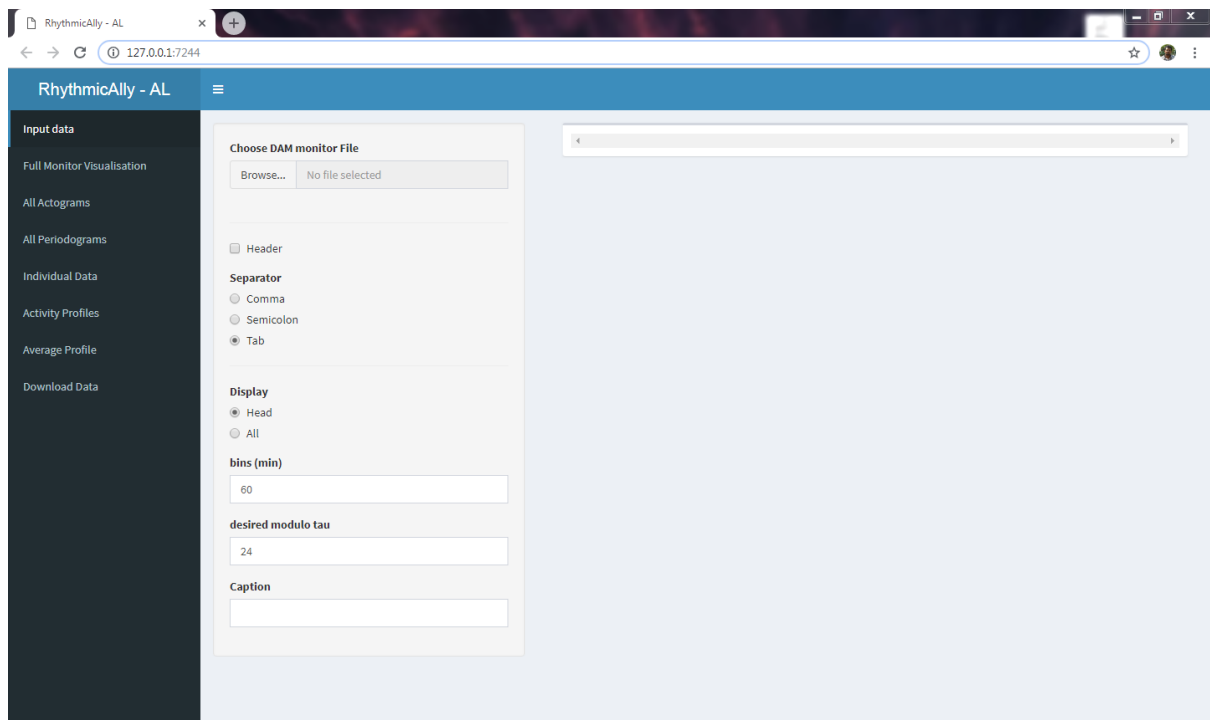 RhythmicAlly - AL
127.0.0.1:7244
RhythmicAlly - AL
Input data
Full Monitor Visualisation
All Actograms
All Periodograms
Individual Data
Activity Profiles
Average Profile
Download Data
Choose DAM monitor File
Browse... No file selected
Header
Separator
Comma
Semicolon
Tab
Display
Head
All
bins (min)
60
desired modulo tau
24
Caption